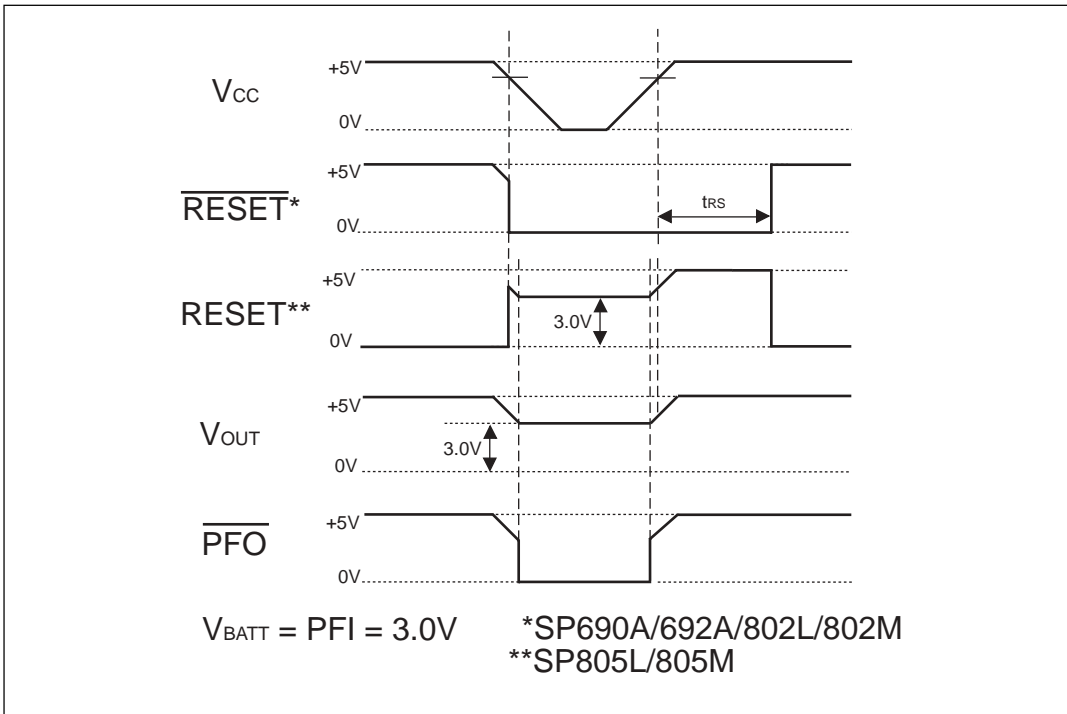 +5V
VCC
0V
+5V
RESET*
0V
tRS
+5V
RESET**
3.0V
0V
+5V
VOUT
3.0V
0V
+5V
PFO
0V
VBATT = PFI = 3.0V
*SP690A/692A/802L/802M
**SP805L/805M